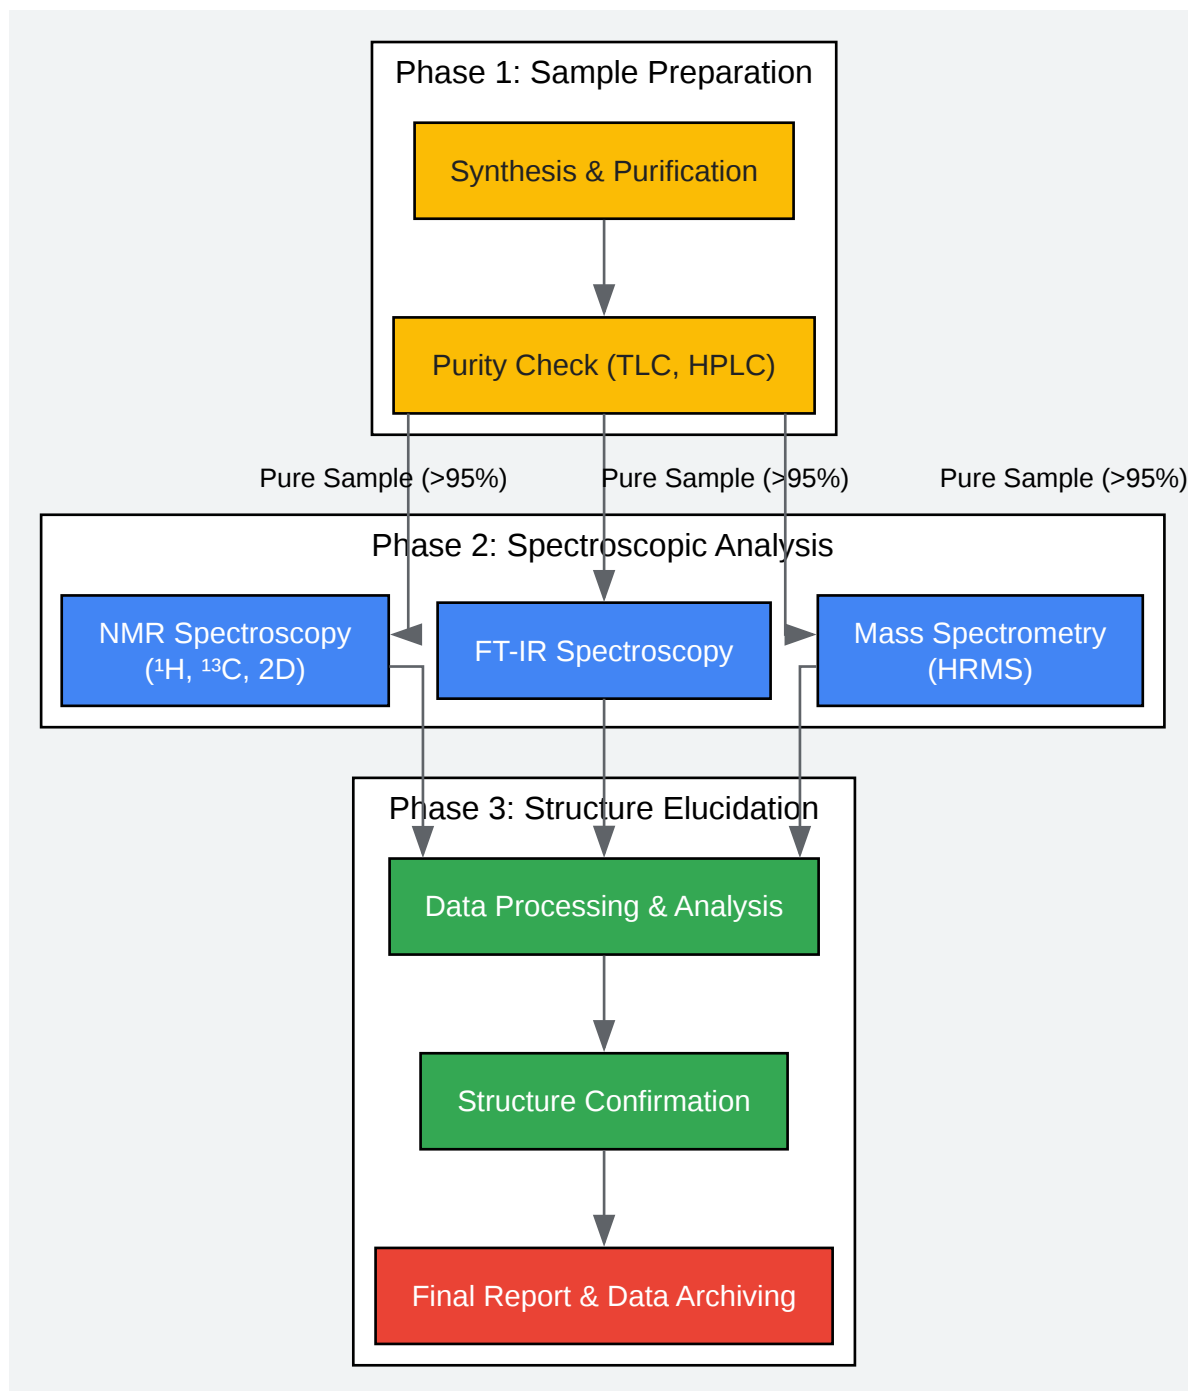 Phase 1: Sample Preparation
Synthesis & Purification
Purity Check (TLC, HPLC)
Pure Sample (>95%)
Pure Sample (>95%)
Pure Sample (>95%)
Phase 2: Spectroscopic Analysis
NMR Spectroscopy
(¹H, ¹³C, 2D)
FT-IR Spectroscopy
Mass Spectrometry
(HRMS)
Phase 3: Structure Elucidation
Data Processing & Analysis
Structure Confirmation
Final Report & Data Archiving